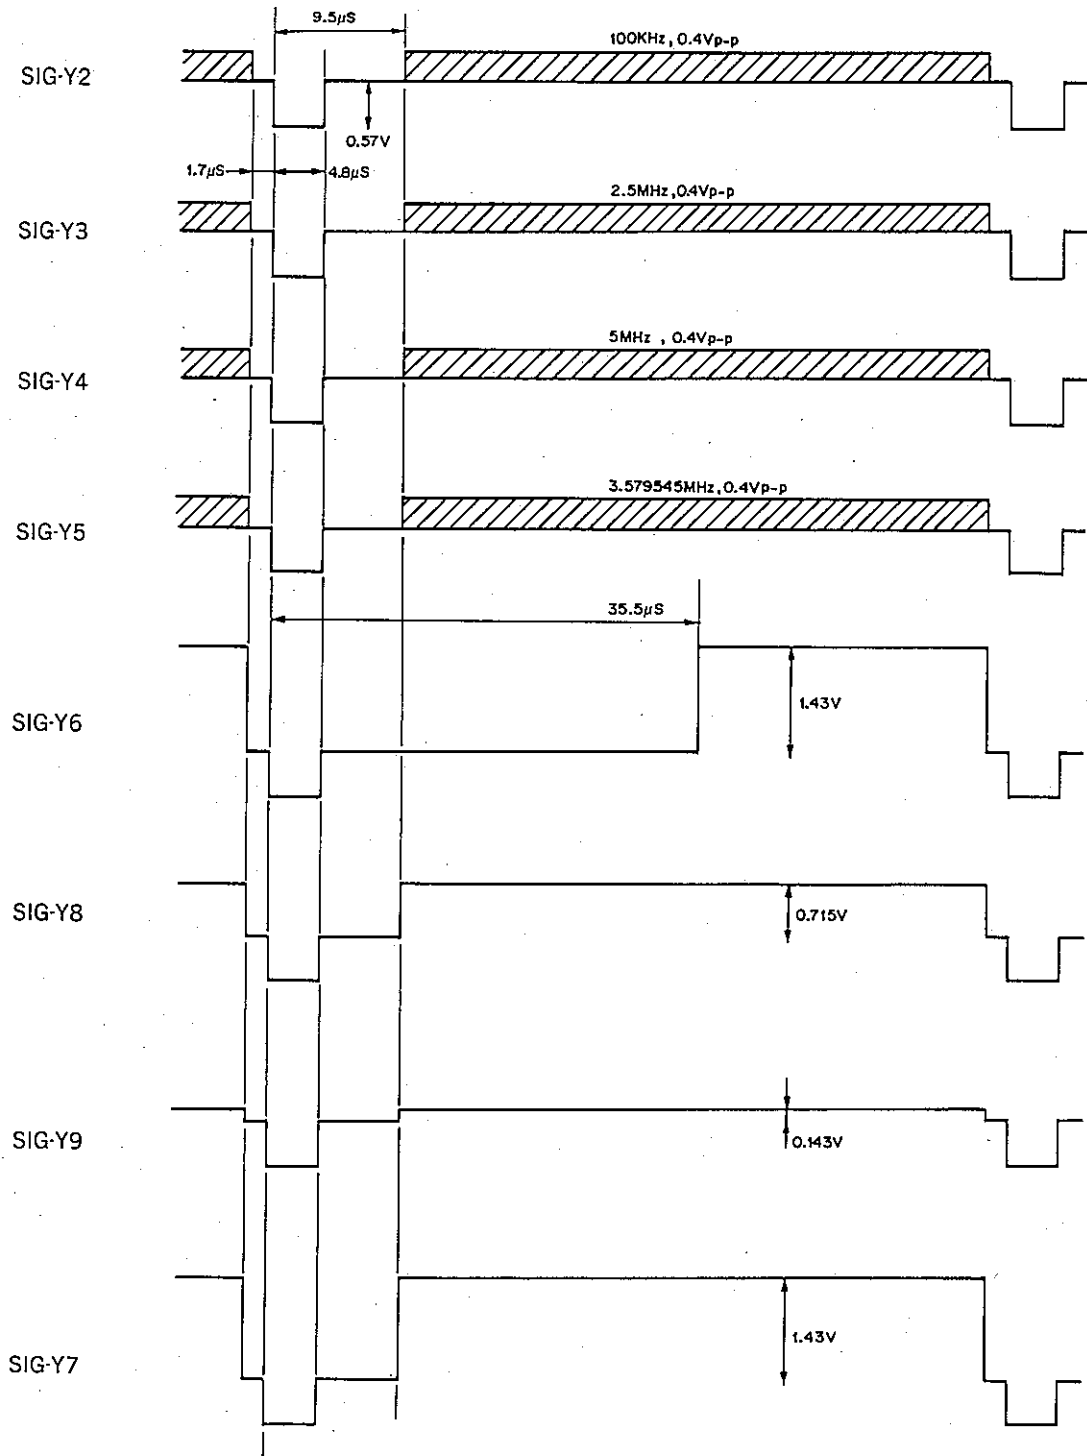 9.5μS
100KHz, 0.4Vp-p
SIG-Y2
0.57V
1.7μS
4.8μS
2.5MHz, 0.4Vp-p
SIG-Y3
5MHz , 0.4Vp-p
SIG-Y4
3.579545MHz, 0.4Vp-p
SIG-Y5
35.5μS
1.43V
SIG-Y6
SIG-Y8
0.715V
SIG-Y9
0.143V
1.43V
SIG-Y7